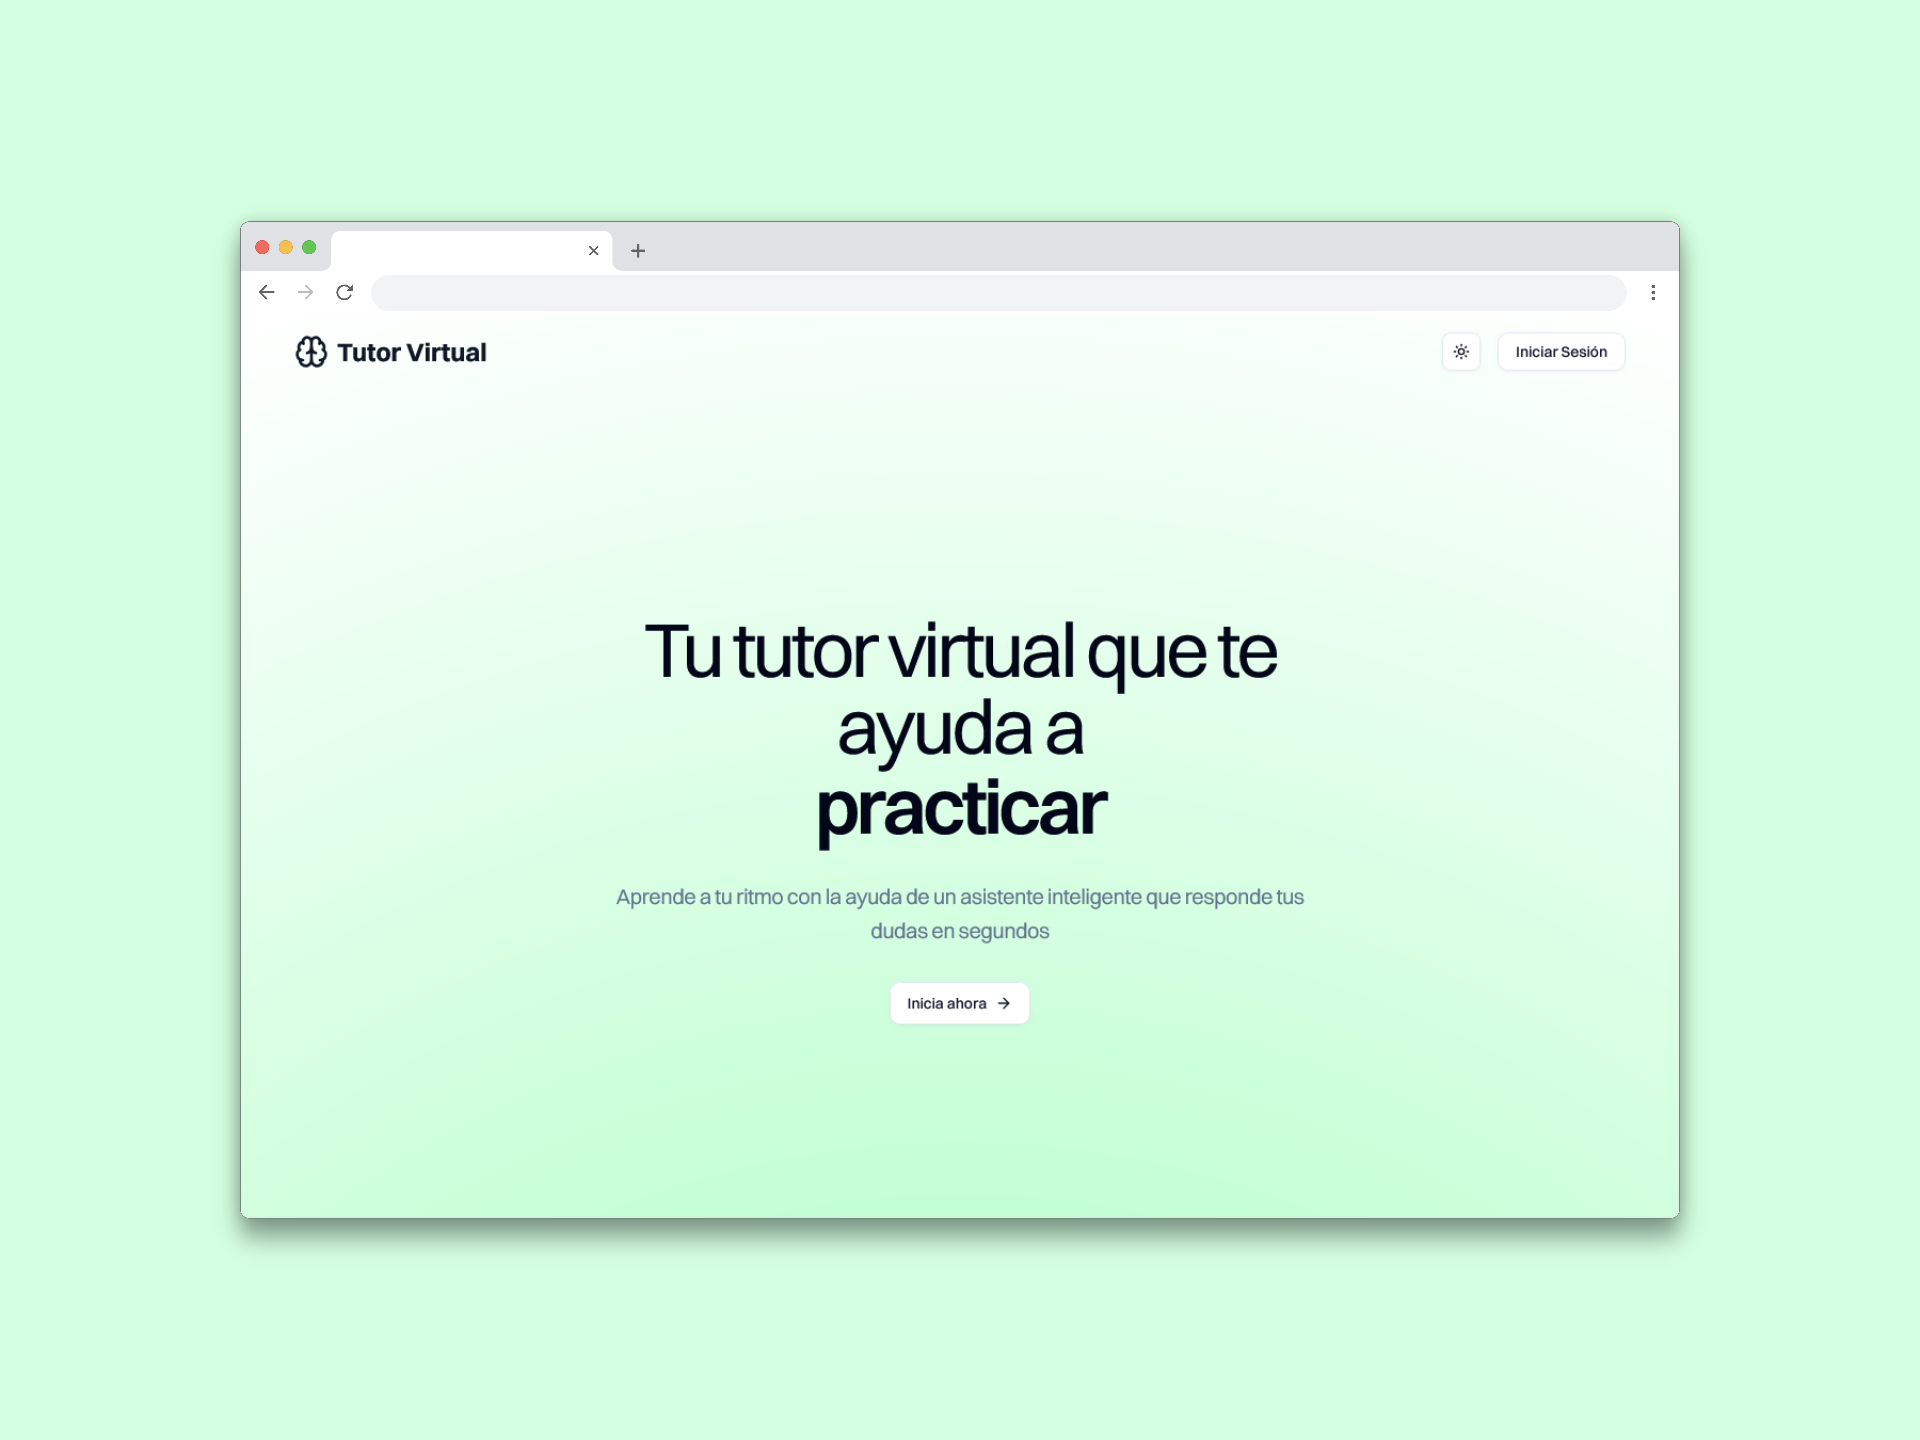 Tutor Virtual
Iniciar Sesión
Tu tutor virtual que te
ayuda a
practicar
Aprende a tu ritmo con la ayuda de un asistente inteligente que responde tus
dudas en segundos
Inicia ahora